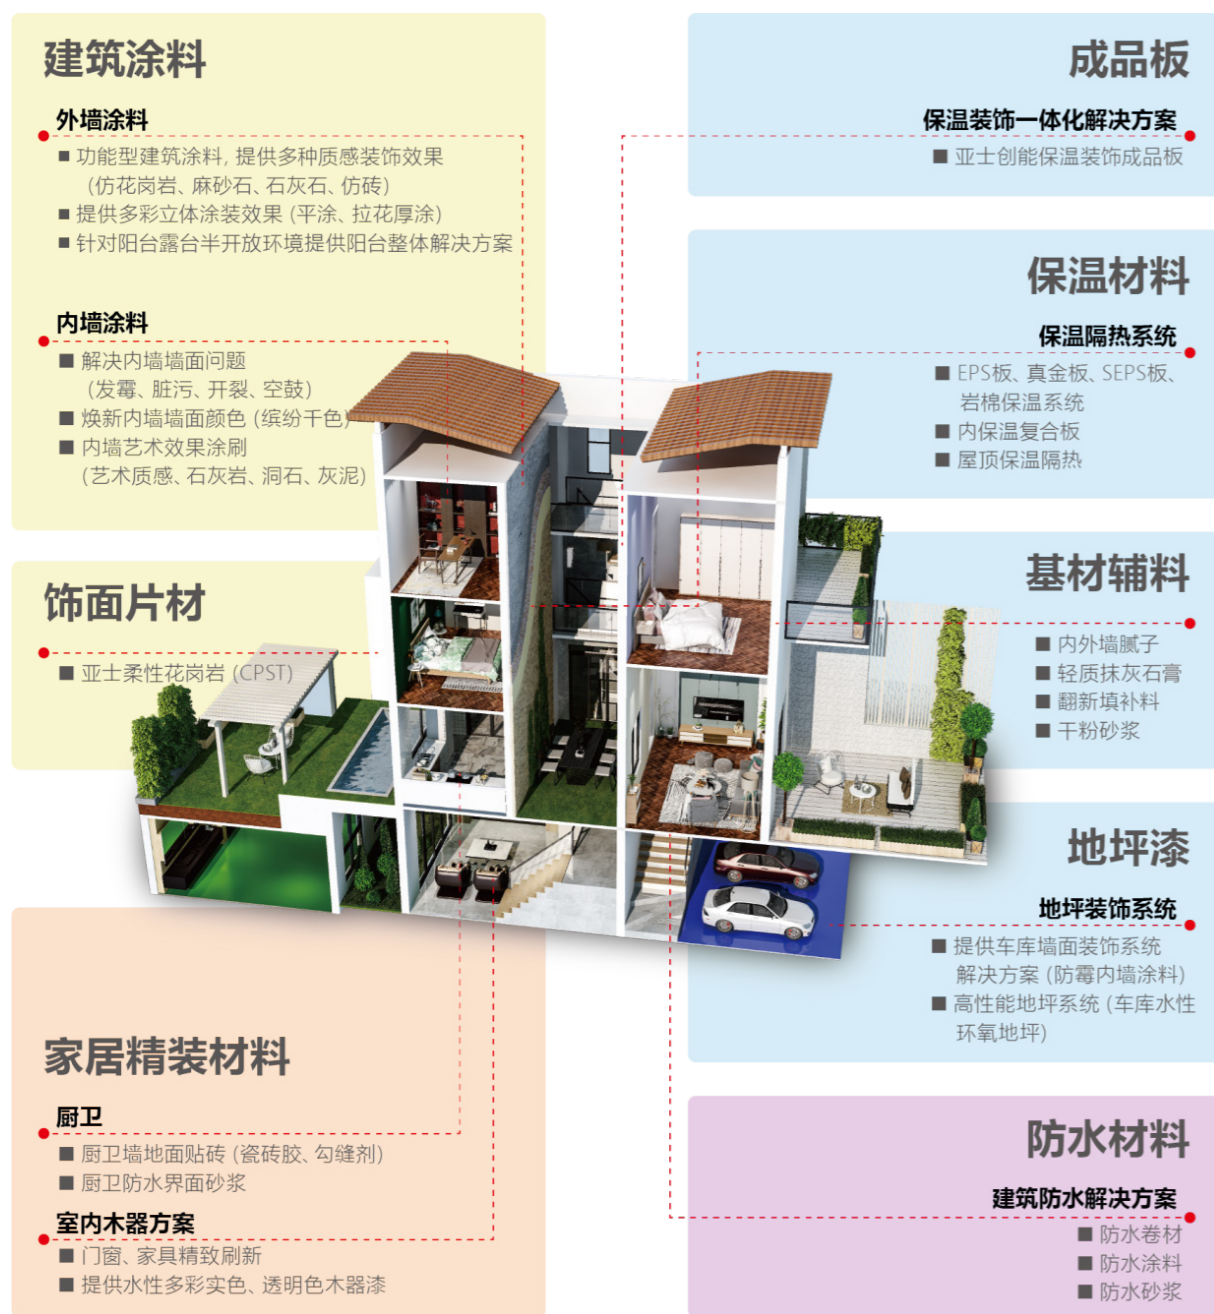 建筑涂料
外墙涂料
■ 功能型建筑涂料, 提供多种质感装饰效果
(仿花岗岩、麻砂石、石灰石、仿砖)
■ 提供多彩立体涂装效果 (平涂、拉花厚涂)
■ 针对阳台露台半开放环境提供阳台整体解决方案
内墙涂料
■ 解决内墙墙面问题
(发霉、脏污、开裂、空鼓)
■ 焕新内墙墙面颜色 (缤纷千色)
■ 内墙艺术效果涂刷
(艺术质感、石灰岩、洞石、灰泥)
饰面片材
■ 亚士柔性花岗岩 (CPST)
家居精装材料
厨卫
■ 厨卫墙地面贴砖 (瓷砖胶、勾缝剂)
■ 厨卫防水界面砂浆
室内木器方案
■ 门窗、家具精致刷新
■ 提供水性多彩实色、透明色木器漆
成品板
保温装饰一体化解决方案
■ 亚士创能保温装饰成品板
保温材料
保温隔热系统
■ EPS板、真金板、SEPS板、
岩棉保温系统
■ 内保温复合板
■ 屋顶保温隔热
基材辅料
■ 内外墙腻子
■ 轻质抹灰石膏
■ 翻新填补料
■ 干粉砂浆
地坪漆
地坪装饰系统
■ 提供车库墙面装饰系统
解决方案 (防霉内墙涂料)
■ 高性能地坪系统 (车库水性
环氧地坪)
防水材料
建筑防水解决方案
■ 防水卷材
■ 防水涂料
■ 防水砂浆